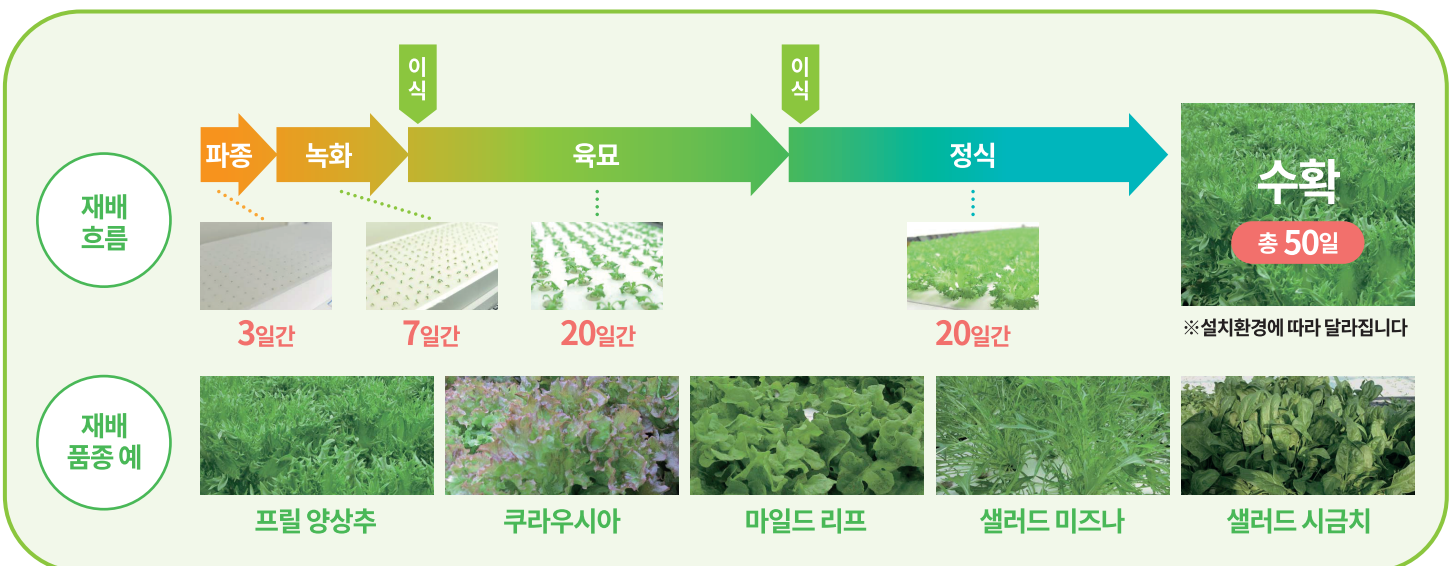 이식
이식
파종
녹화
육묘
정식
수확
총 50일
재배
흐름
3일간
7일간
20일간
20일간
※설치환경에 따라 달라집니다
재배
품종 예
프릴 양상추
쿠라우시아
마일드 리프
샐러드 미즈나
샐러드 시금치